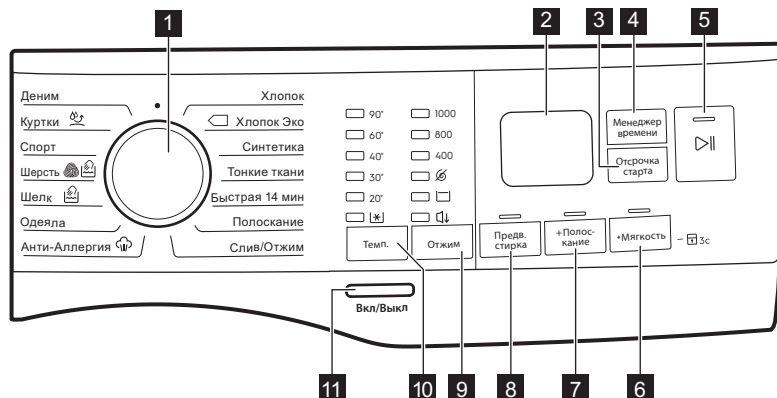 1
2
3
4
5
Деним
Куртки
Спорт
Шерсть
Шелк
Одеяла
Анти-Аллергия
Хлопок
Хлопок Эко
Синтетика
Тонкие ткани
Быстрая 14 мин
Полоскание
Слив/Отжим
90°
60°
40°
30°
20°
1000
800
400
Темп.
Отжим
Менеджер
времени
Отсрочка
старта
Предв.
стирка
+Полос-
кание
+Мягкость
3с
Вкл/Выкл
11
10
9
8
7
6